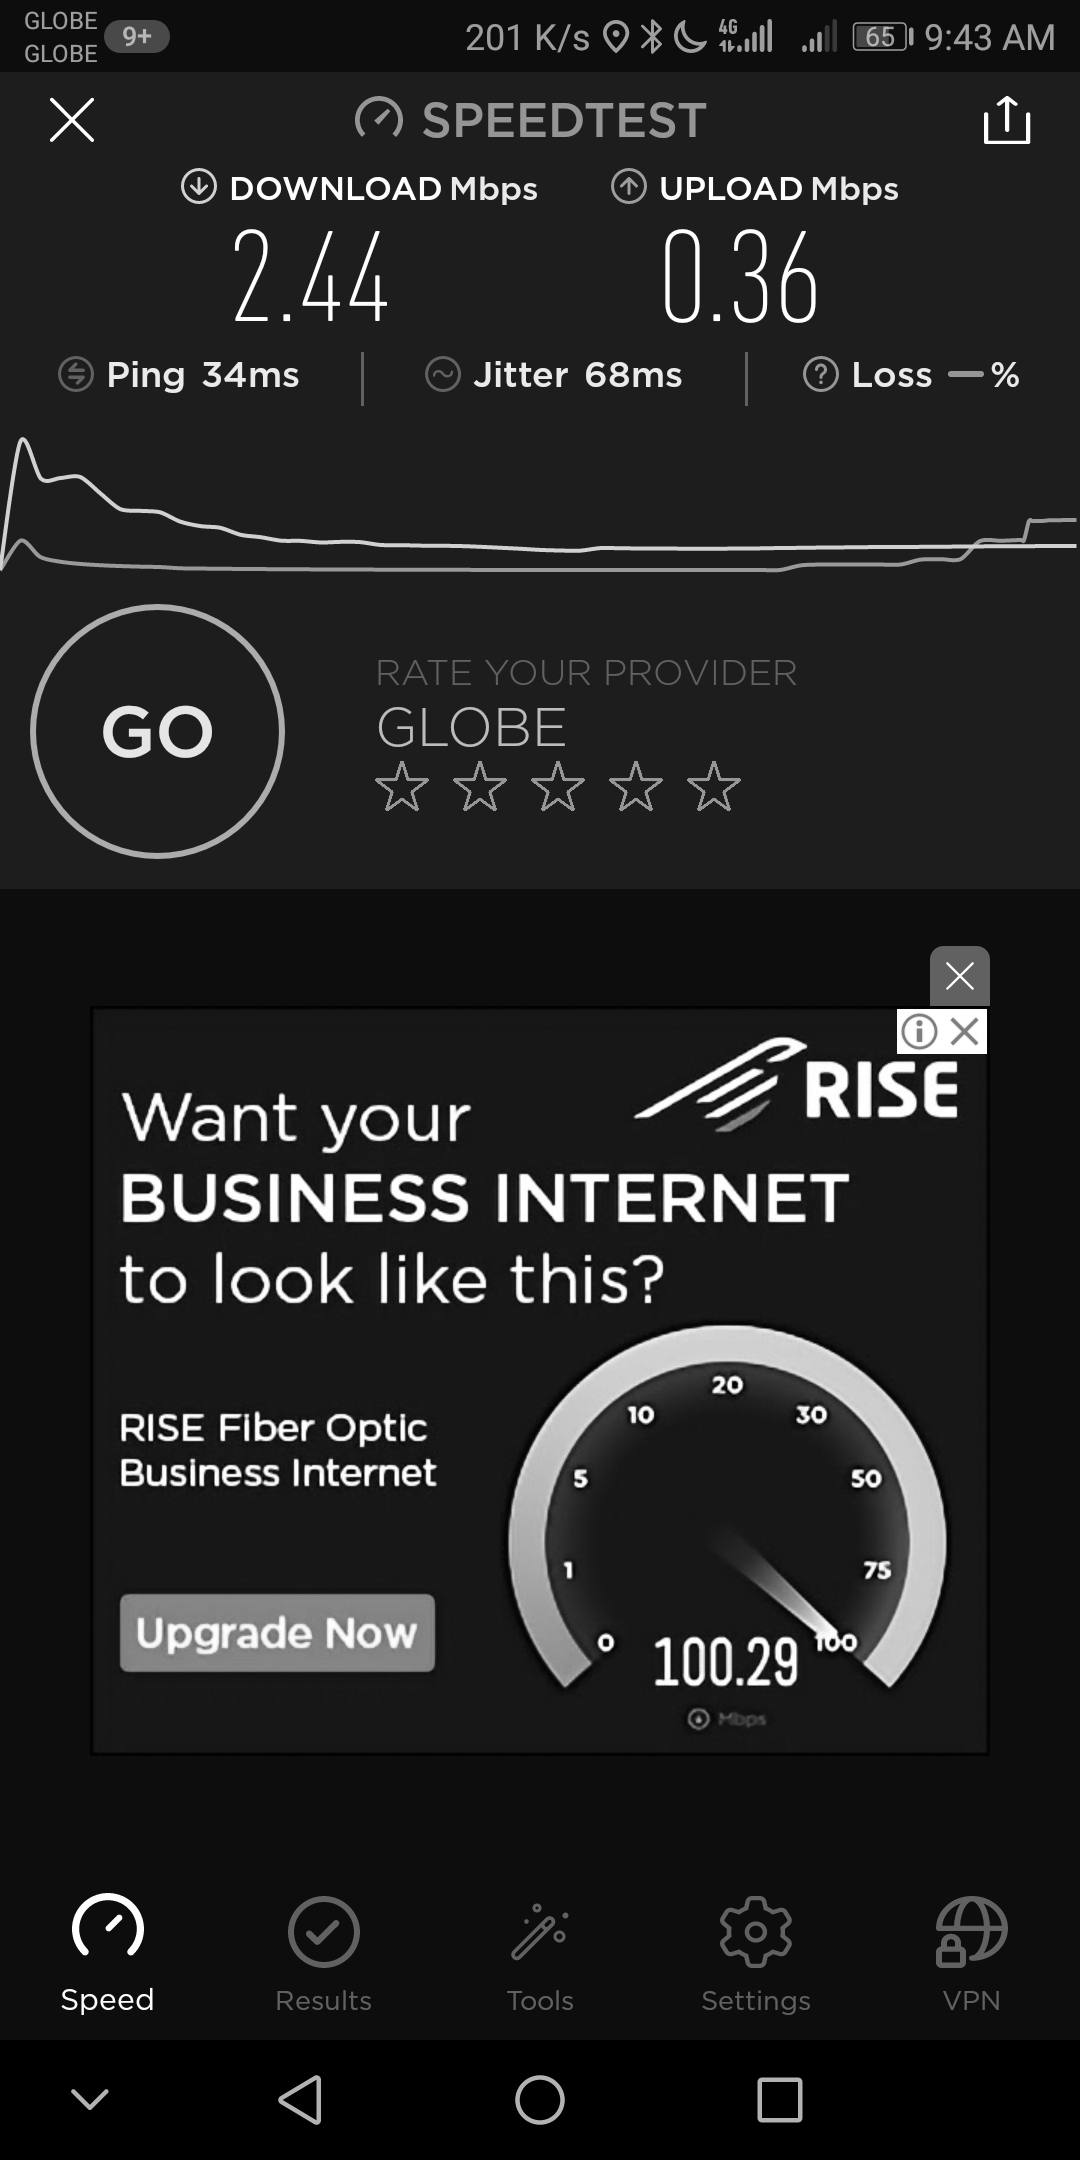 GLOBE
GLOBE
9+
201 K/s
4G
65
9:43 AM
SPEEDTEST
DOWNLOAD Mbps
UPLOAD Mbps
2.44
0.36
Ping 34ms
Jitter 68ms
Loss —%
GO
RATE YOUR PROVIDER
GLOBE
RISE
Want your
BUSINESS INTERNET
to look like this?
RISE Fiber Optic
Business Internet
Upgrade Now
0
1
5
10
20
30
50
75
100
100.29
Mbps
Speed
Results
Tools
Settings
VPN